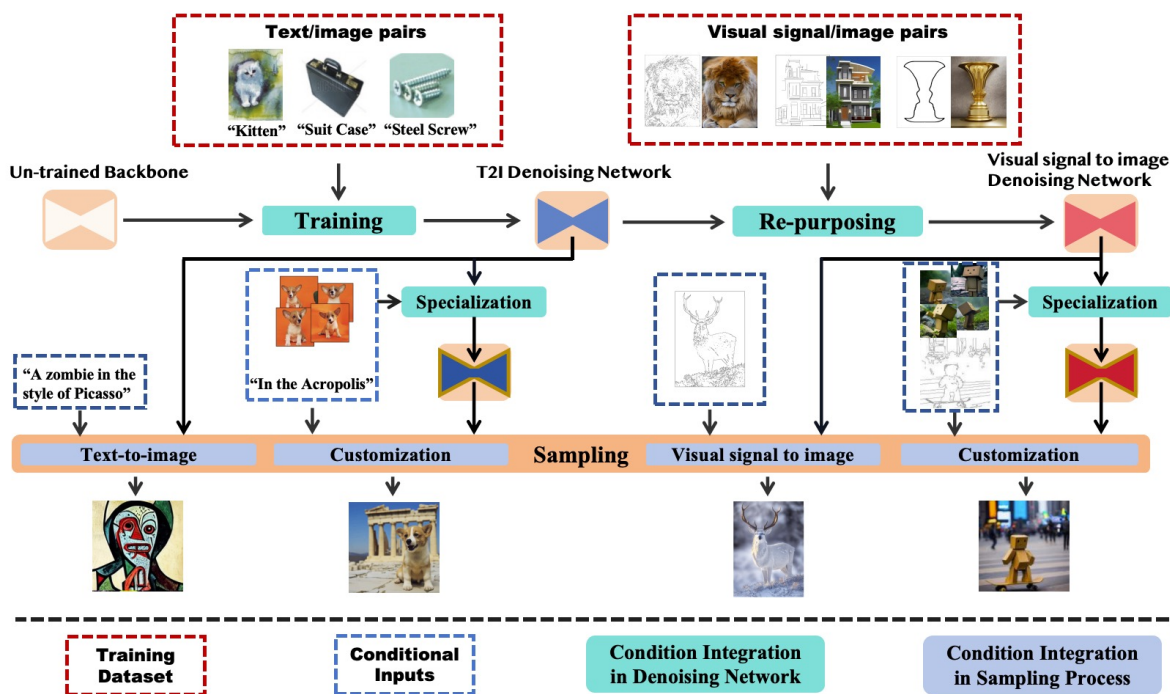 Text/image pairs
"Kitten"
"Suit Case"
"Steel Screw"
Visual signal/image pairs
Un-trained Backbone
Training
T2I Denoising Network
Re-purposing
Visual signal to image
Denoising Network
Specialization
"In the Acropolis"
Specialization
"A zombie in the
style of Picasso"
Text-to-image
Customization
Sampling
Visual signal to image
Customization
Training
Dataset
Conditional
Inputs
Condition Integration
in Denoising Network
Condition Integration
in Sampling Process